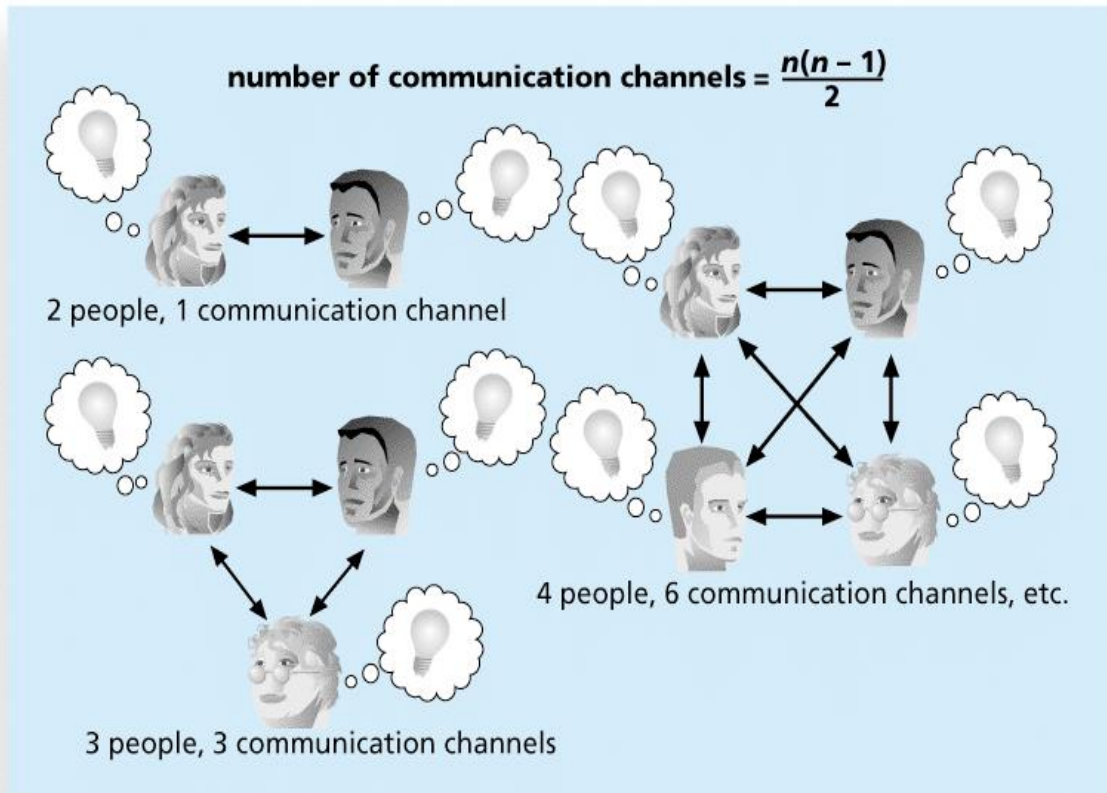 number of communication channels = n(n – 1) / 2
2 people, 1 communication channel
4 people, 6 communication channels, etc.
3 people, 3 communication channels